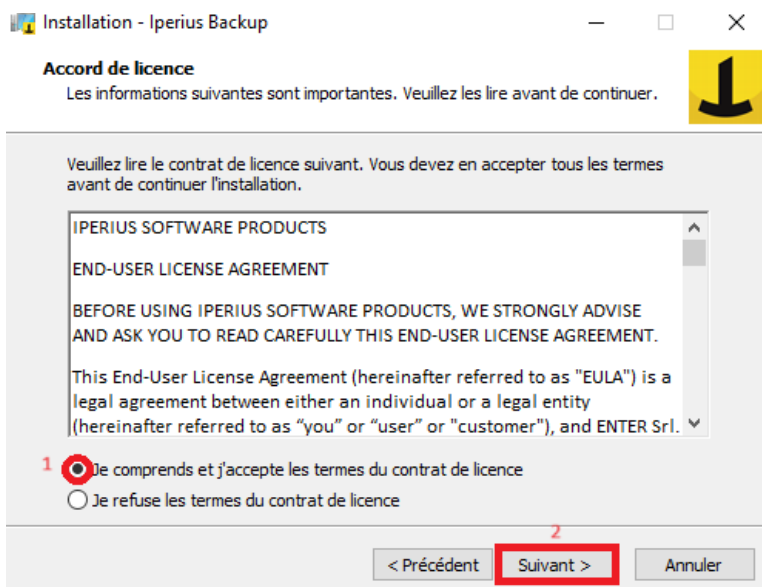 Installation - Iperius Backup
Accord de licence
Les informations suivantes sont importantes. Veuillez les lire avant de continuer.
Veuillez lire le contrat de licence suivant. Vous devez en accepter tous les termes
avant de continuer l'installation.
IPERIUS SOFTWARE PRODUCTS
END-USER LICENSE AGREEMENT
BEFORE USING IPERIUS SOFTWARE PRODUCTS, WE STRONGLY ADVISE
AND ASK YOU TO READ CAREFULLY THIS END-USER LICENSE AGREEMENT.
This End-User License Agreement (hereinafter referred to as "EULA") is a
legal agreement between either an individual or a legal entity
(hereinafter referred to as “you” or “user” or "customer"), and ENTER Srl.
1 Je comprends et j'accepte les termes du contrat de licence
Je refuse les termes du contrat de licence
2
< Précédent Suivant > Annuler